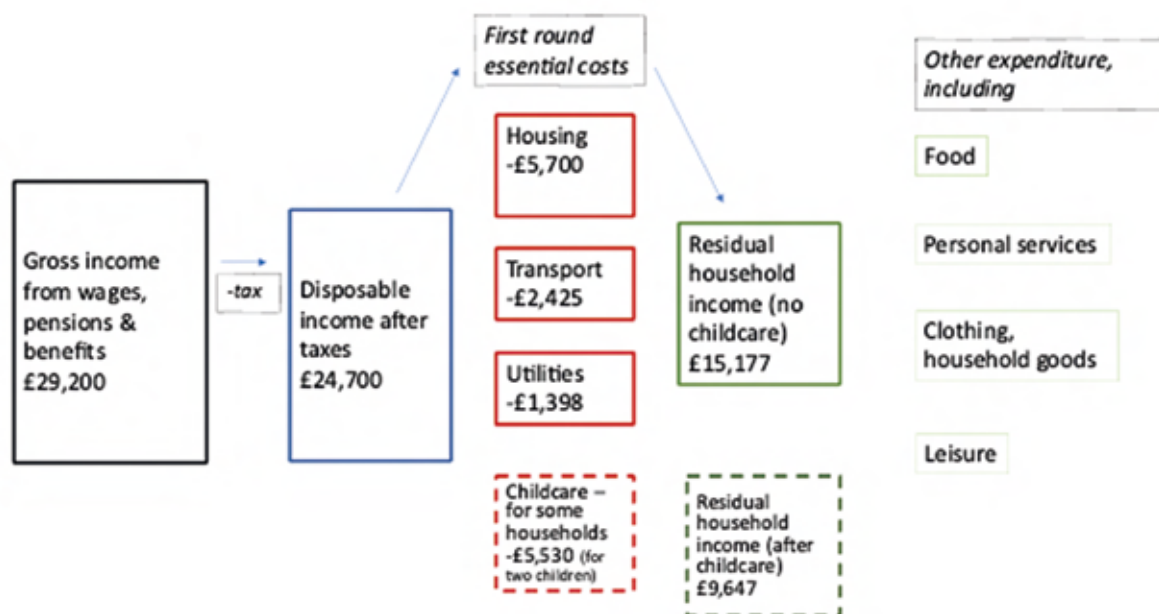 First round
essential costs
Other expenditure,
including
Housing
-£5,700
Food
Gross income
from wages,
pensions &
benefits
£29,200
-tax
Disposable
income after
taxes
£24,700
Transport
-£2,425
Residual
household
income (no
childcare)
£15,177
Personal services
Utilities
-£1,398
Clothing,
household goods
Childcare –
for some
households
-£5,530 (for
two children)
Residual
household
income (after
childcare)
£9,647
Leisure